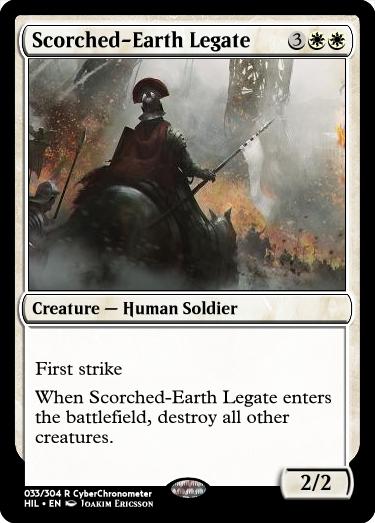 Scorched-Earth Legate 3
Creature — Human Soldier
First strike
When Scorched-Earth Legate enters
the battlefield, destroy all other
creatures.
033/304 R CyberChronometer
HIL • EN Joakim Ericsson
2/2